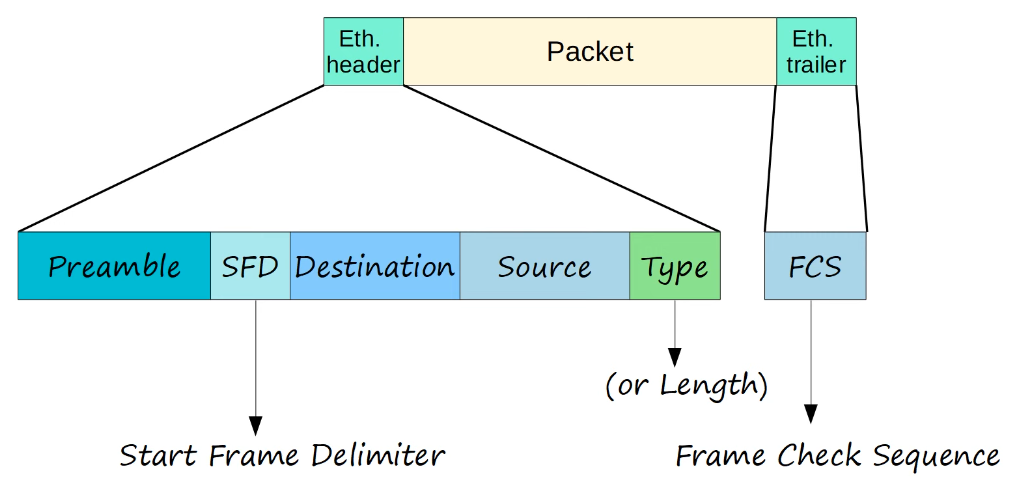 Eth.
header
Packet
Eth.
trailer
Preamble
SFD
Destination
Source
Type
FCS
(or Length)
Start Frame Delimiter
Frame Check Sequence